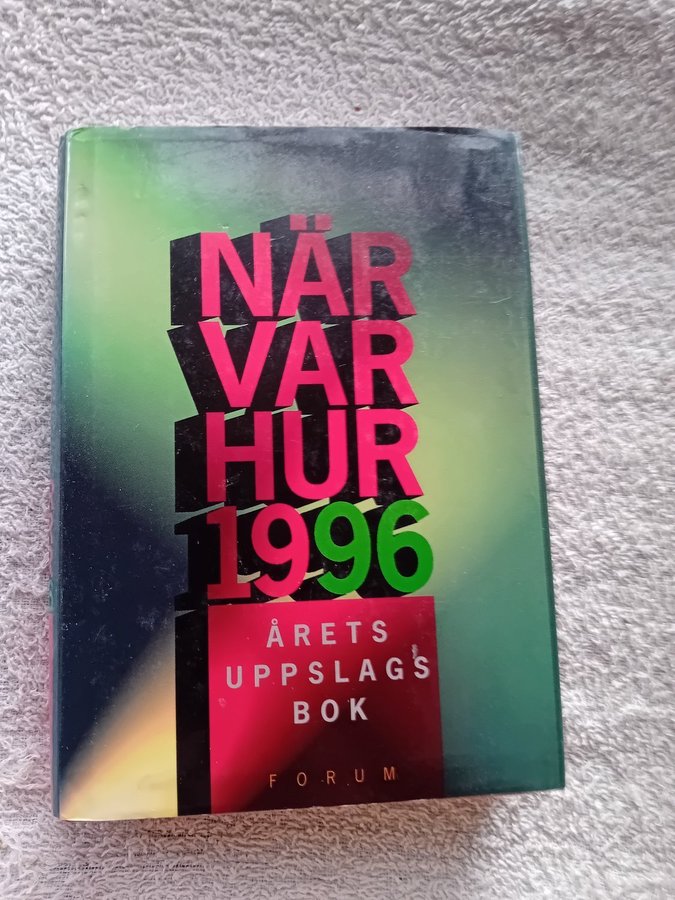 NÄR
VAR
HUR
1996
ÅRETS
UPPSLAGS
BOK
FORUM